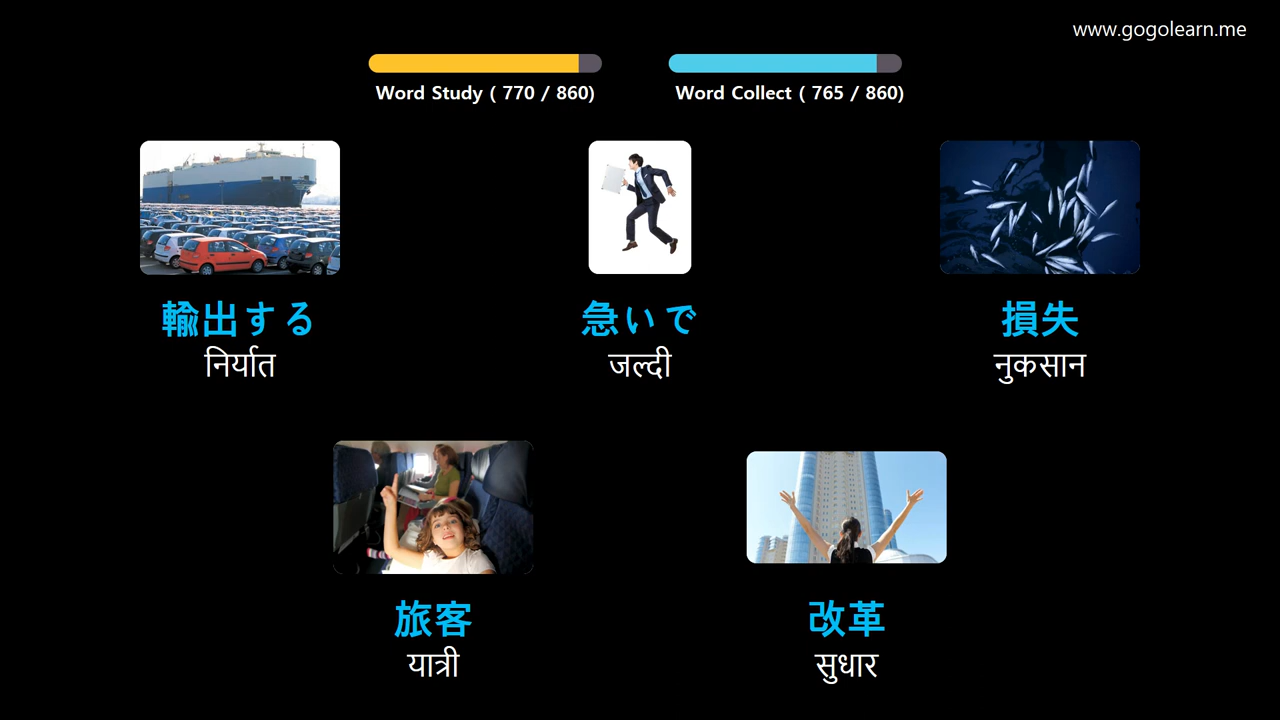 www.gogolearn.me
Word Study ( 770 / 860)
Word Collect ( 765 / 860)
輸出する
निर्यात
急いで
जल्दी
損失
नुकसान
旅客
यात्री
改革
सुधार